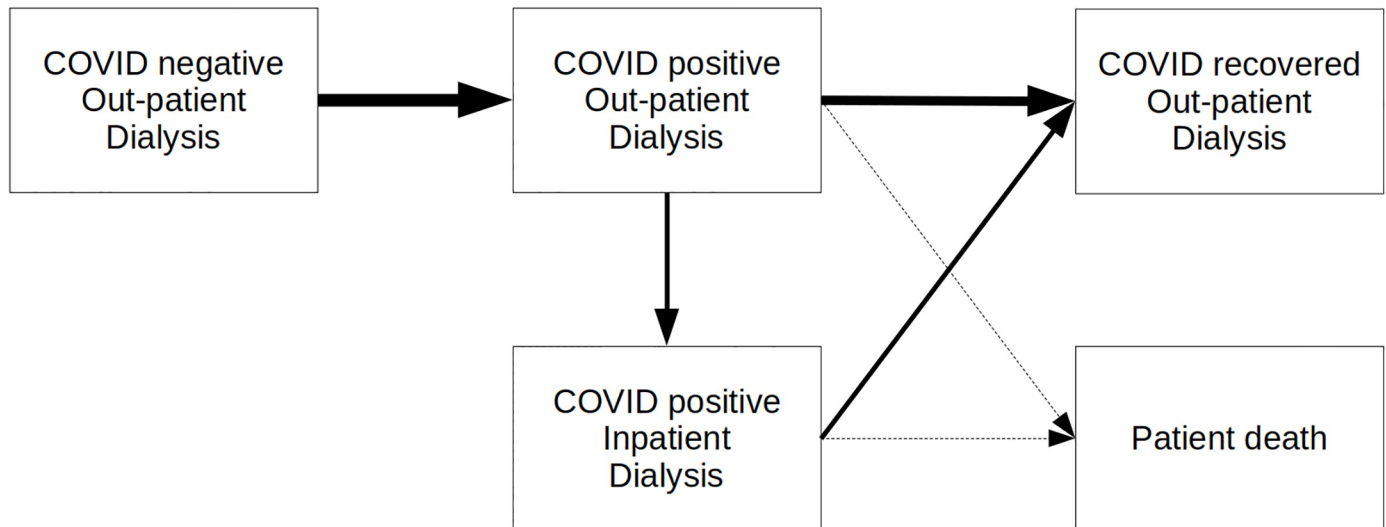 COVID negative
Out-patient
Dialysis
COVID positive
Out-patient
Dialysis
COVID recovered
Out-patient
Dialysis
COVID positive
Inpatient
Dialysis
Patient death